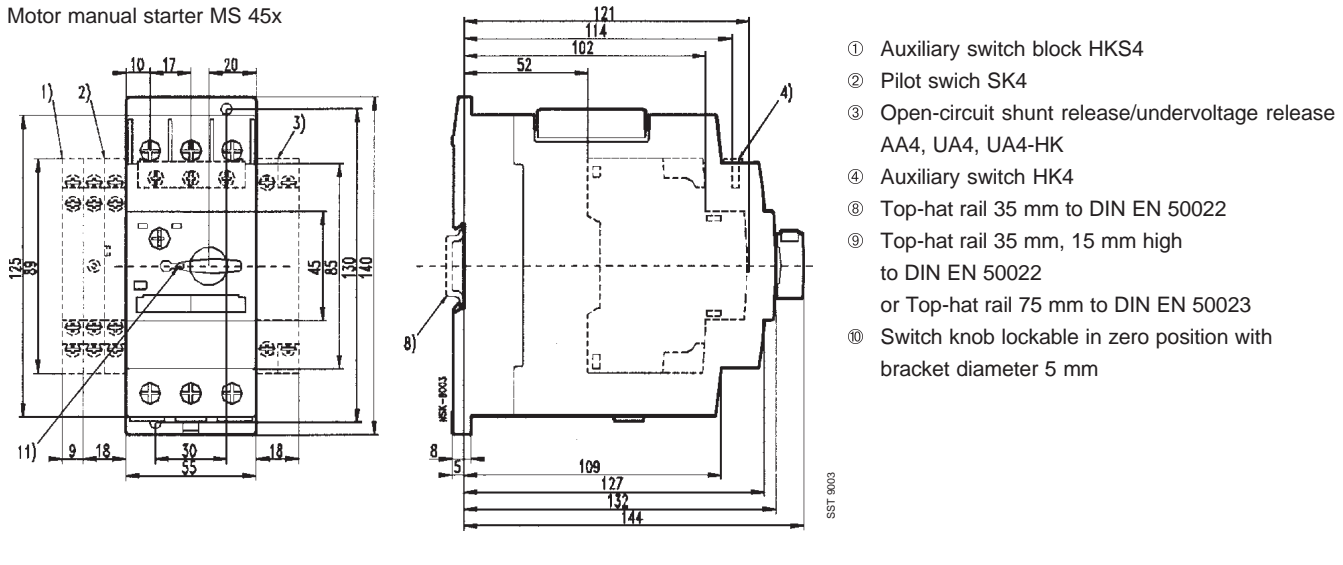 Motor manual starter MS 45x
10 17 20
1) 2) 3)
125 89
45 85 130 140
11)
9 18 30 18
55
121
114
102
52
4)
8)
NSK-8003
8
5 109
127
132
144
SST 9003
① Auxiliary switch block HKS4
② Pilot swich SK4
③ Open-circuit shunt release/undervoltage release
AA4, UA4, UA4-HK
④ Auxiliary switch HK4
⑧ Top-hat rail 35 mm to DIN EN 50022
⑨ Top-hat rail 35 mm, 15 mm high
to DIN EN 50022
or Top-hat rail 75 mm to DIN EN 50023
⑩ Switch knob lockable in zero position with
bracket diameter 5 mm